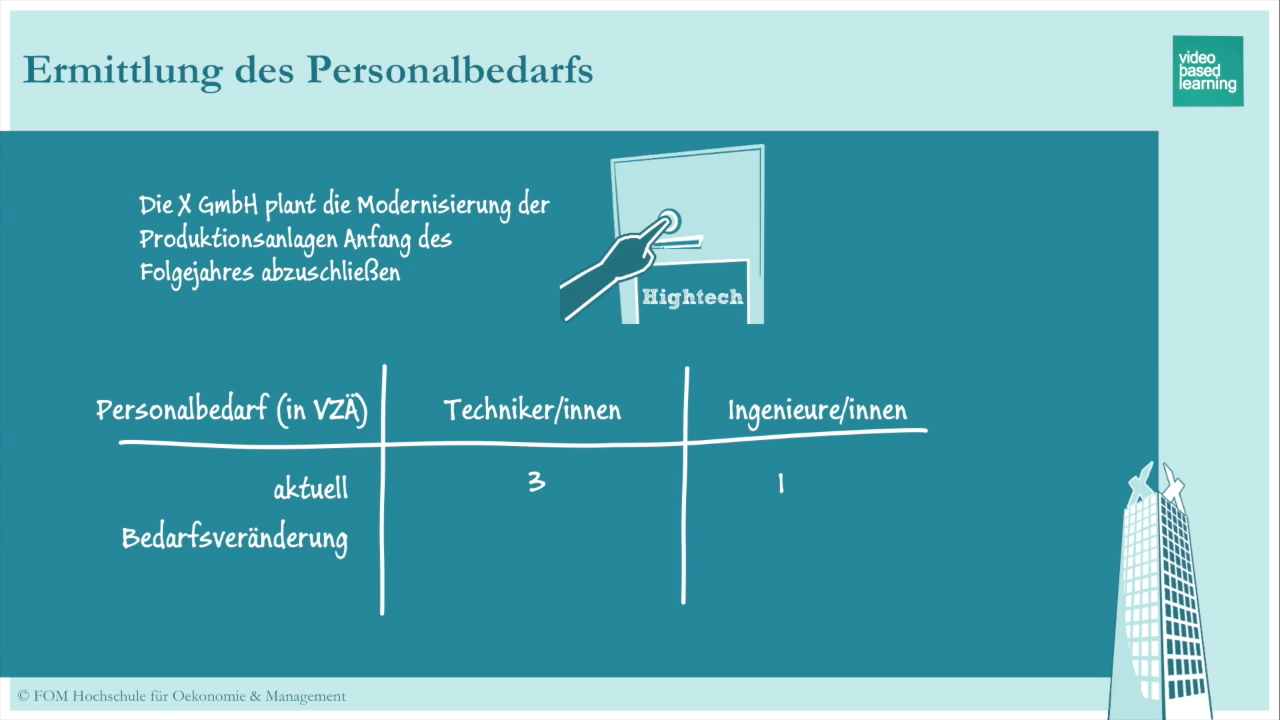 Ermittlung des Personalbedarfs
video
based
learning
Die X GmbH plant die Modernisierung der
Produktionsanlagen Anfang des
Folgejahres abzuschließen
Hightech
Personalbedarf (in VZÄ) Techniker/innen Ingenieure/innen
aktuell 3 1
Bedarfsveränderung
© FOM Hochschule für Oekonomie & Management